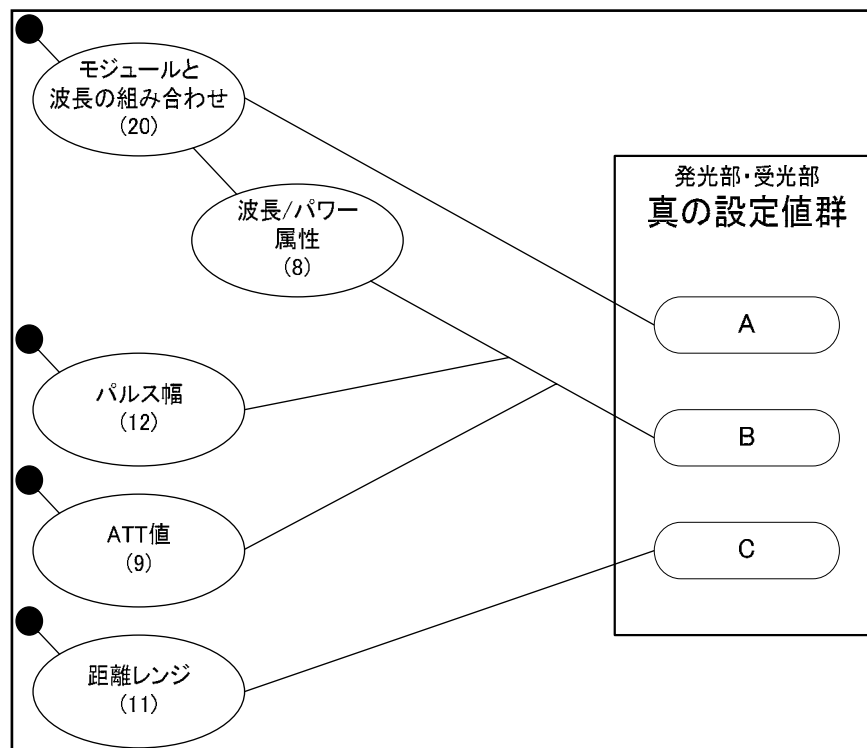 モジュールと
波長の組み合わせ
(20)
波長/パワー
属性
(8)
パルス幅
(12)
ATT値
(9)
距離レンジ
(11)
発光部・受光部
真の設定値群
A
B
C